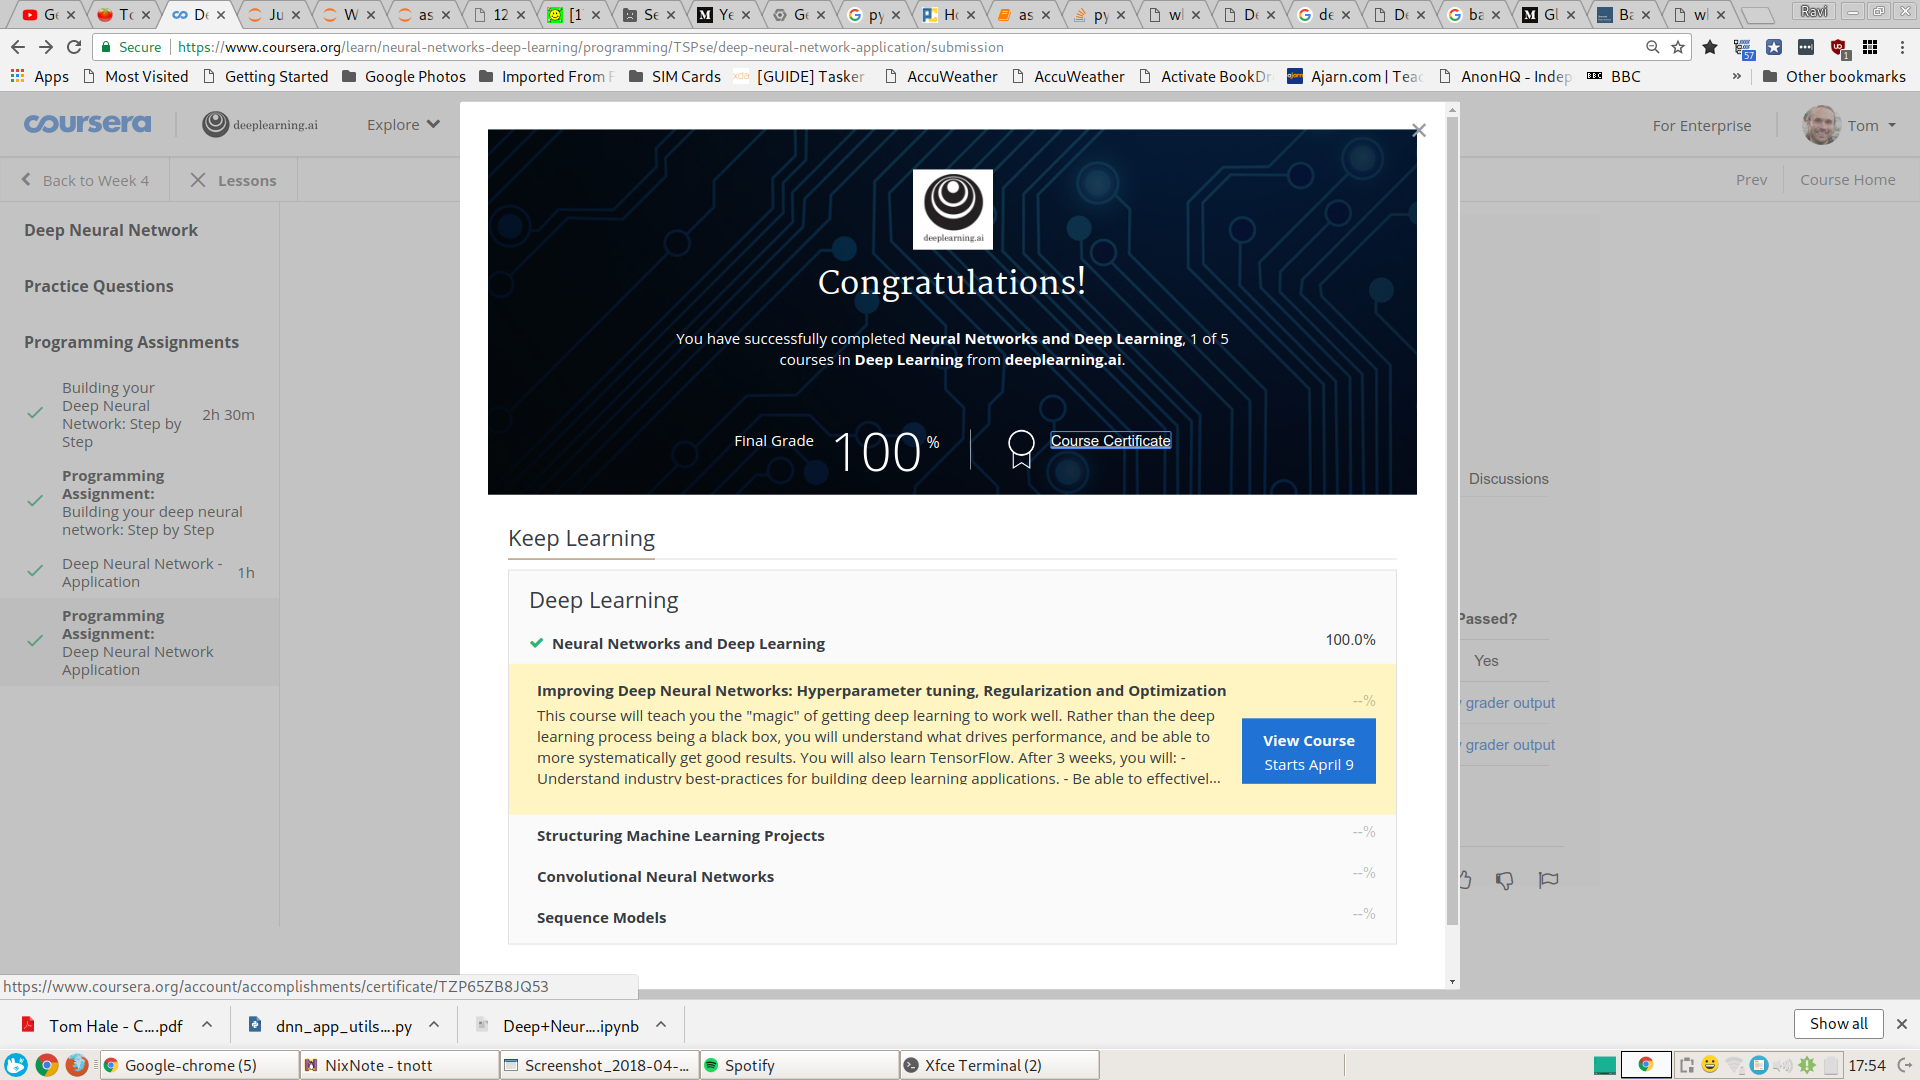 Ge
To
De
Ju
W
as
12
[1
Se
Ye
Ge
py
Ho
as
py
wl
De
de
De
ba
Gl
Ba
wl
Ravi
Secure
https://www.coursera.org/learn/neural-networks-deep-learning/programming/TSPse/deep-neural-network-application/submission
57
1
Apps
Most Visited
Getting Started
Google Photos
Imported From F
SIM Cards
[GUIDE] Tasker
AccuWeather
AccuWeather
Activate BookDr
Ajarn.com | Teac
AnonHQ - Indep
BBC
BBC
»
Other bookmarks
coursera
deeplearning.ai
Explore
For Enterprise
Tom
Back to Week 4
Lessons
Prev
Course Home
Deep Neural Network
Practice Questions
Programming Assignments
Building your
Deep Neural
Network: Step by
Step
2h 30m
Programming
Assignment:
Building your deep neural
network: Step by Step
Deep Neural Network -
Application
1h
Programming
Assignment:
Deep Neural Network
Application
deeplearning.ai
Congratulations!
You have successfully completed Neural Networks and Deep Learning, 1 of 5
courses in Deep Learning from deeplearning.ai.
Final Grade
100 %
Course Certificate
Keep Learning
Deep Learning
Neural Networks and Deep Learning
100.0%
Improving Deep Neural Networks: Hyperparameter tuning, Regularization and Optimization
--%
This course will teach you the "magic" of getting deep learning to work well. Rather than the deep
learning process being a black box, you will understand what drives performance, and be able to
more systematically get good results. You will also learn TensorFlow. After 3 weeks, you will: -
Understand industry best-practices for building deep learning applications. - Be able to effectivel...
View Course
Starts April 9
Structuring Machine Learning Projects
--%
Convolutional Neural Networks
--%
Sequence Models
--%
Discussions
Passed?
Yes
grader output
grader output
https://www.coursera.org/account/accomplishments/certificate/TZP65ZB8JQ53
Tom Hale - C....pdf
dnn_app_utils....py
Deep+Neur....ipynb
Show all
Google-chrome (5)
NixNote - tnott
Screenshot_2018-04-...
Spotify
Xfce Terminal (2)
17:54